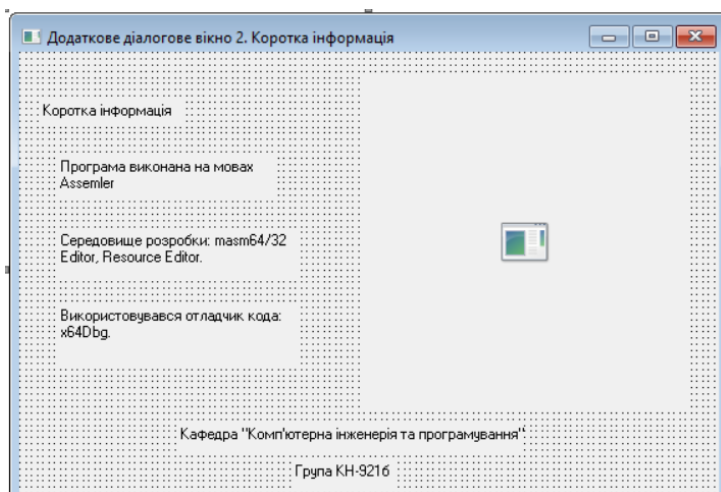 Додаткове діалогове вікно 2. Коротка інформація
Коротка інформація
Програма виконана на мовах
Assemler
Середовище розробки: masm64/32
Editor, Resource Editor.
Використовувався отладчик кода:
x64Dbg.
Кафедра "Комп'ютерна інженерія та програмування"
Група КН-921б